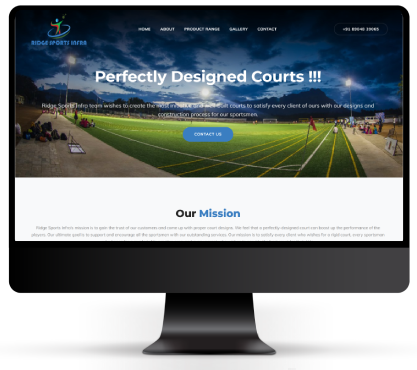 RIDGE SPORTS INFRA
HOME ABOUT PRODUCT RANGE GALLERY CONTACT
Perfectly Designed Courts !!!
Ridge Sports Infra team wishes to create the most courts to satisfy every client of ours with our designs and
construction process for our sportsmen.
CONTACT US
Our Mission
Ridge Sports Infra's mission is to gain the trust of our customers and come up with proper court designs. We feel that a perfectly designed court can boost up the performance of the
players. Our ultimate goal is to support and encourage all the sportsmen with our outstanding services. Our mission is to satisfy every client who wishes for a right court, every sportsman